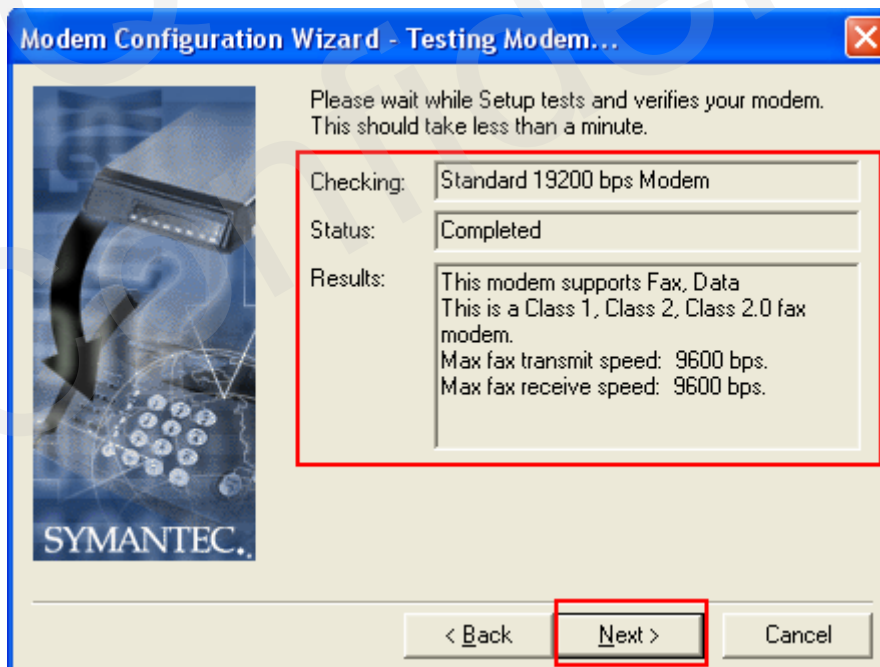 Modem Configuration Wizard - Testing Modem...
Please wait while Setup tests and verifies your modem.
This should take less than a minute.
Checking: Standard 19200 bps Modem
Status: Completed
Results: This modem supports Fax, Data
This is a Class 1, Class 2, Class 2.0 fax
modem.
Max fax transmit speed: 9600 bps.
Max fax receive speed: 9600 bps.
SYMANTEC.
< Back
Next >
Cancel